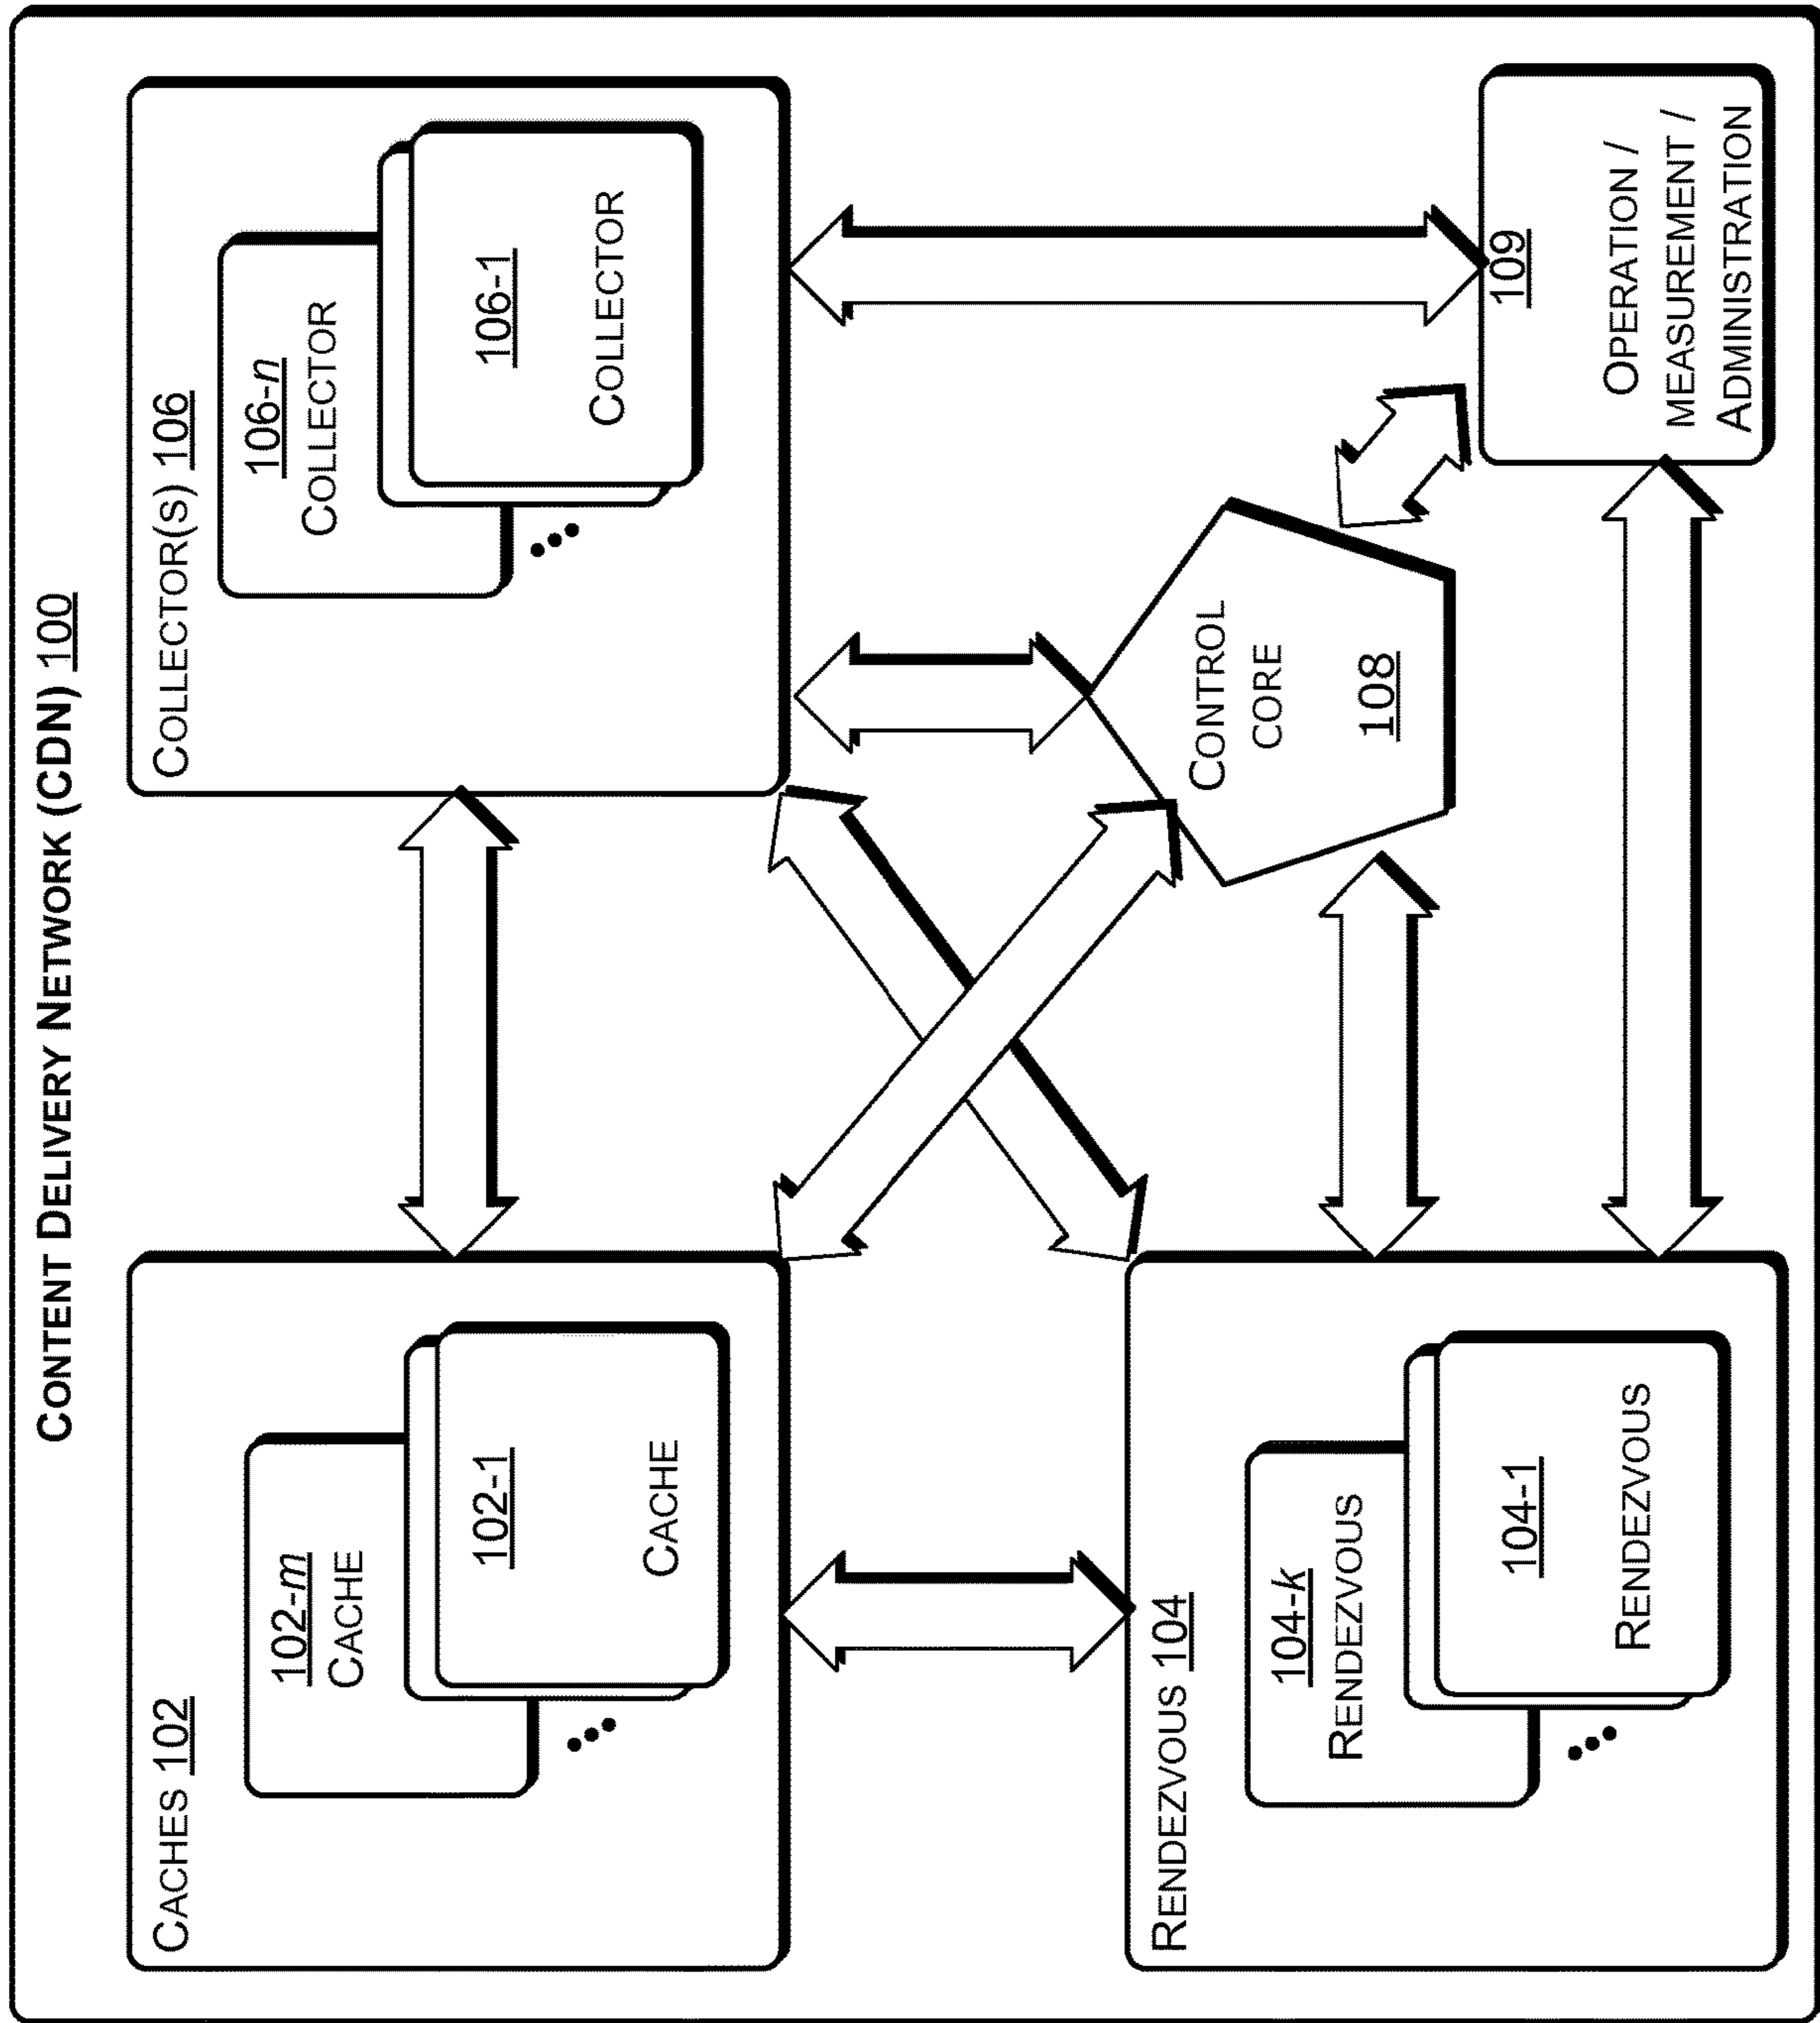 CONTENT DELIVERY NETWORK (CDN) 100
CACHES 102
102-m
CACHE
102-1
CACHE
COLLECTOR(S) 106
106-n
COLLECTOR
106-1
COLLECTOR
RENDEZVOUS 104
104-k
RENDEZVOUS
104-1
RENDEZVOUS
CONTROL
CORE
108
109
OPERATION /
MEASUREMENT /
ADMINISTRATION